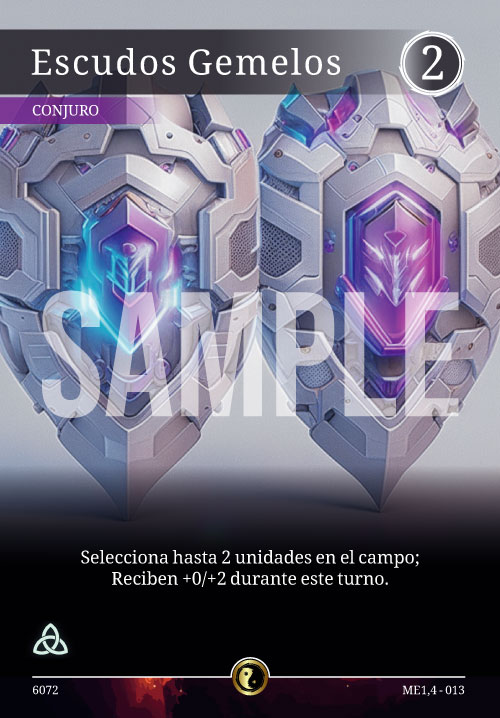 Escudos Gemelos
2
CONJURO
SAMPLE
Selecciona hasta 2 unidades en el campo;
Reciben +0/+2 durante este turno.
6072
ME1,4 - 013